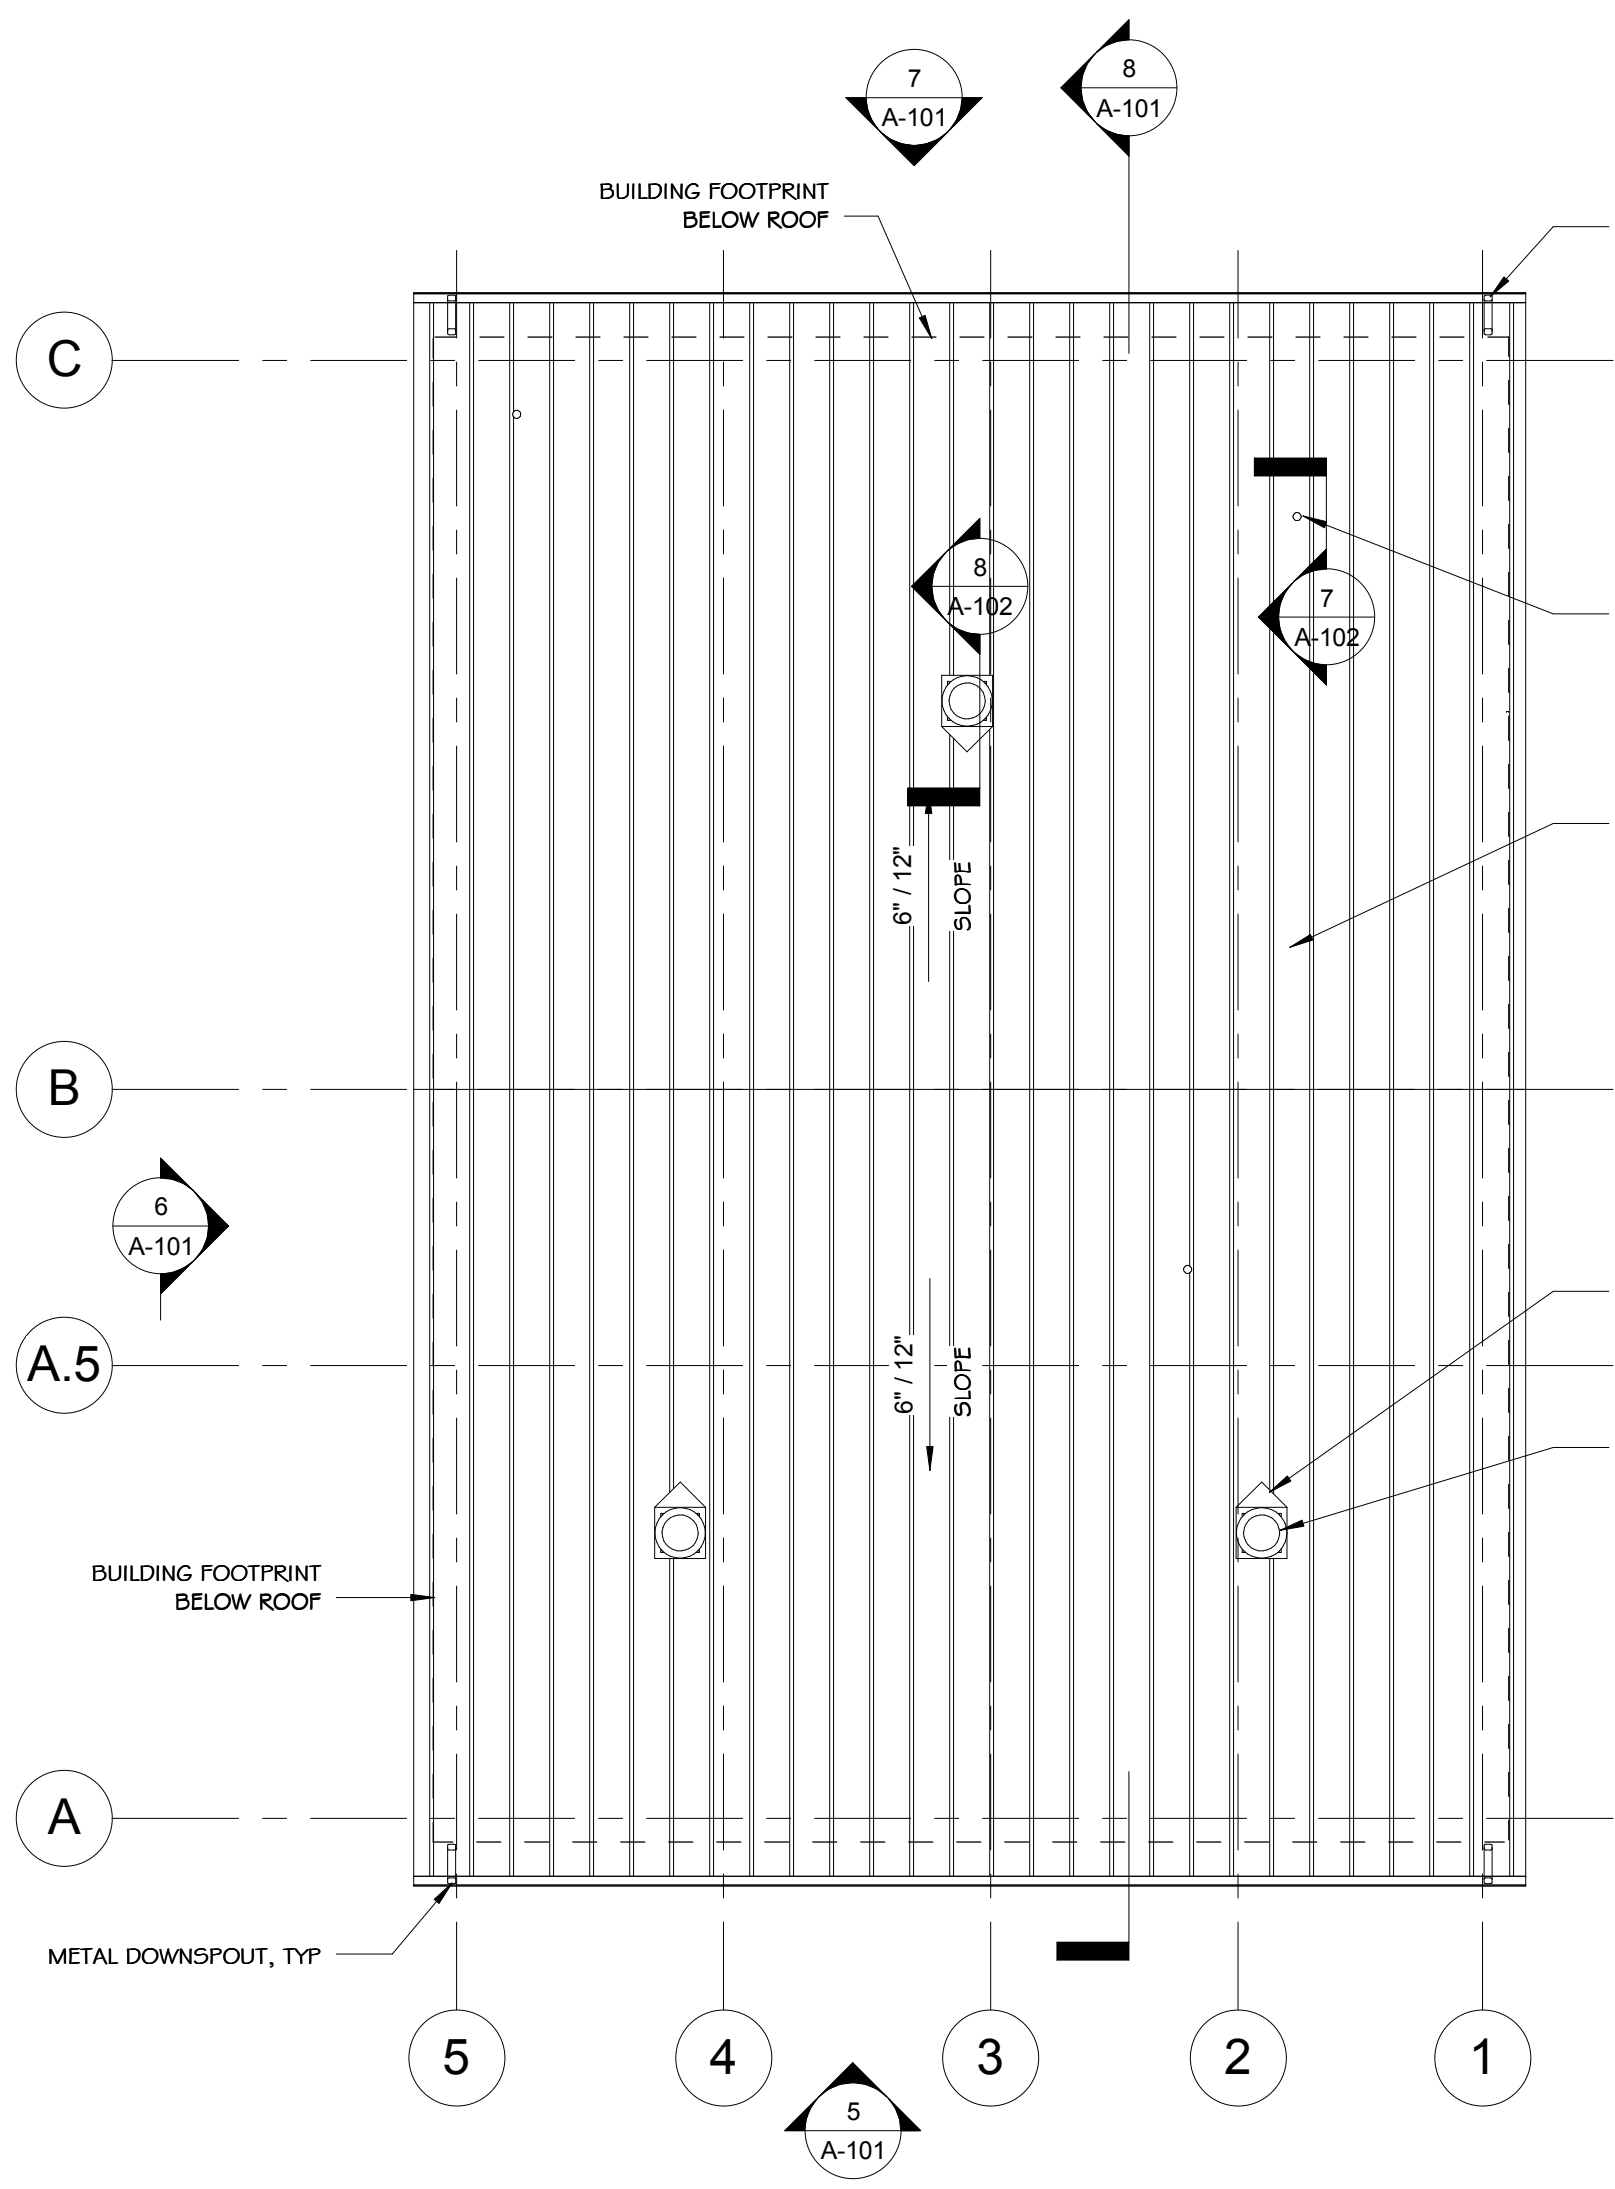 8
A-101
7
A-101
BUILDING FOOTPRINT
BELOW ROOF
C
8
A-102
7
A-102
6" / 12"
SLOPE
B
6
A-101
A.5
6" / 12"
SLOPE
BUILDING FOOTPRINT
BELOW ROOF
A
METAL DOWNSPOUT, TYP
5
4
3
2
1
5
A-101